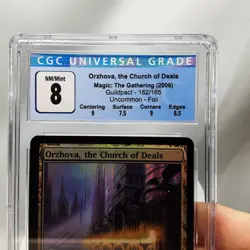 CGC UNIVERSAL GRADE
NM/Mint
8
Orzhova, the Church of Deals
Magic: The Gathering (2006)
Guildpact - 162/165
Uncommon - Foil
Centering Surface Corners Edges
9 7.5 9 8.5
Orzhova, the Church of Deals